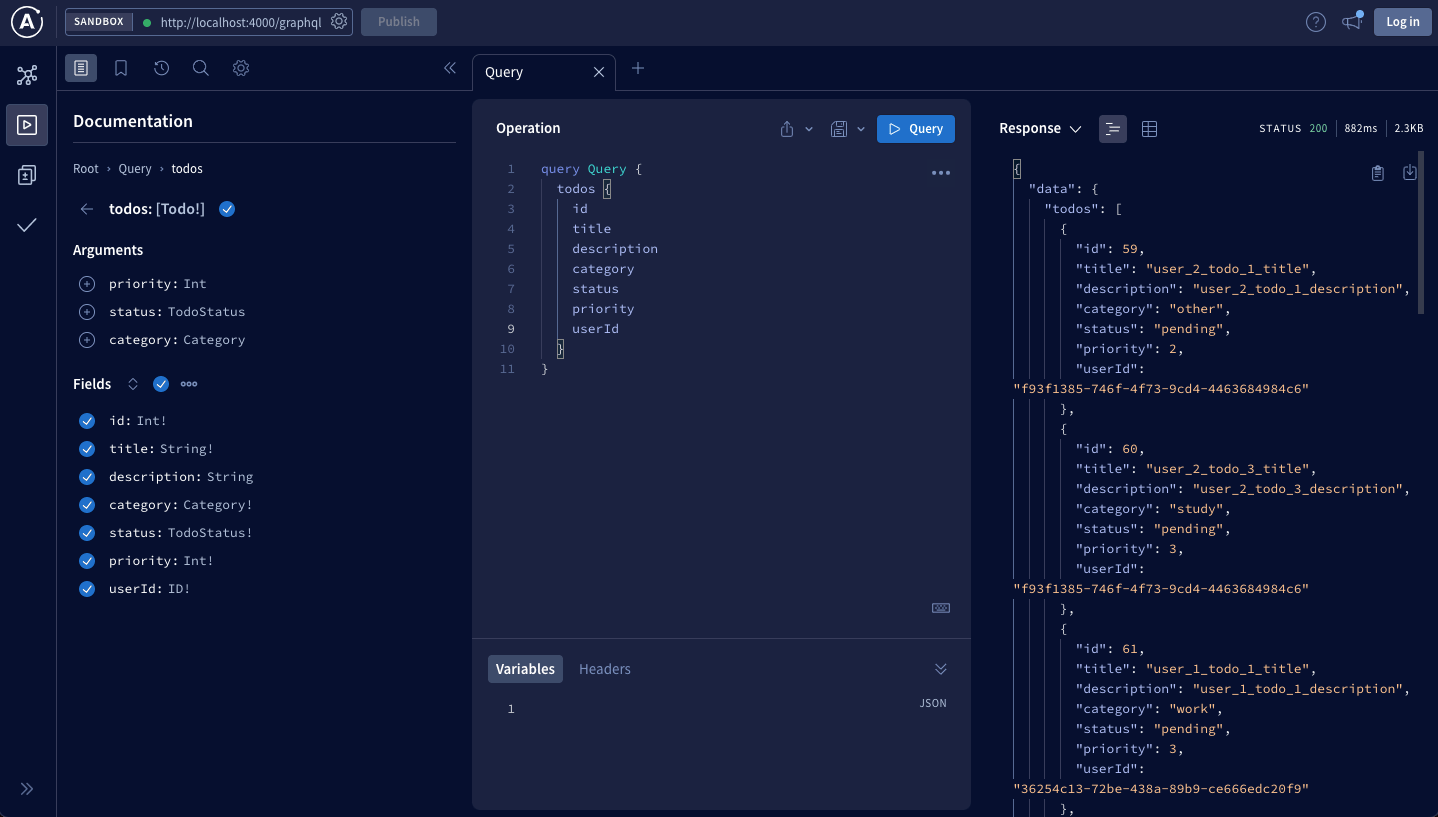 A
SANDBOX
http://localhost:4000/graphql
Publish
?
Log in
Documentation
Root › Query › todos
todos: [Todo!]
Arguments
priority: Int
status: TodoStatus
category: Category
Fields
id: Int!
title: String!
description: String
category: Category!
status: TodoStatus!
priority: Int!
userId: ID!
Query
Operation
Query
1 query Query {
2 todos {
3 id
4 title
5 description
6 category
7 status
8 priority
9 userId
10 }
11 }
Variables Headers
JSON
1
Response
STATUS 200 882ms 2.3KB
{
"data": {
"todos": [
{
"id": 59,
"title": "user_2_todo_1_title",
"description": "user_2_todo_1_description",
"category": "other",
"status": "pending",
"priority": 2,
"userId":
"f93f1385-746f-4f73-9cd4-4463684984c6"
},
{
"id": 60,
"title": "user_2_todo_3_title",
"description": "user_2_todo_3_description",
"category": "study",
"status": "pending",
"priority": 3,
"userId":
"f93f1385-746f-4f73-9cd4-4463684984c6"
},
{
"id": 61,
"title": "user_1_todo_1_title",
"description": "user_1_todo_1_description",
"category": "work",
"status": "pending",
"priority": 3,
"userId":
"36254c13-72be-438a-89b9-ce666edc20f9"
},